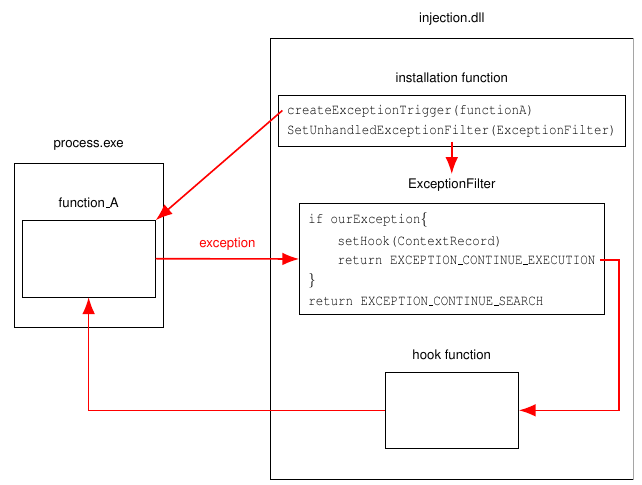 injection.dll
installation function
createExceptionTrigger(functionA)
SetUnhandledExceptionFilter(ExceptionFilter)
process.exe
function_A
exception
ExceptionFilter
if ourException{
setHook(ContextRecord)
return EXCEPTION_CONTINUE_EXECUTION
}
return EXCEPTION_CONTINUE_SEARCH
hook function